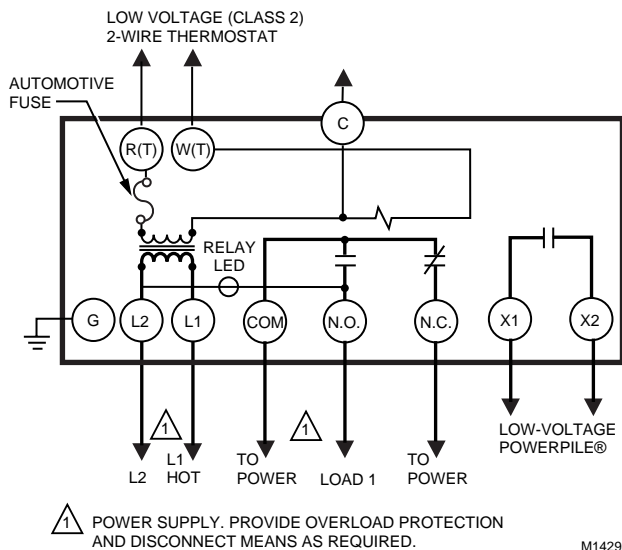 LOW VOLTAGE (CLASS 2)
2-WIRE THERMOSTAT
AUTOMOTIVE
FUSE
C
R(T)
W(T)
RELAY
LED
G
L2
L1
COM
N.O.
N.C.
X1
X2
1
1
L2
L1
HOT
TO
POWER
LOAD 1
TO
POWER
LOW-VOLTAGE
POWERPILE®
1 POWER SUPPLY. PROVIDE OVERLOAD PROTECTION
AND DISCONNECT MEANS AS REQUIRED.
M1429